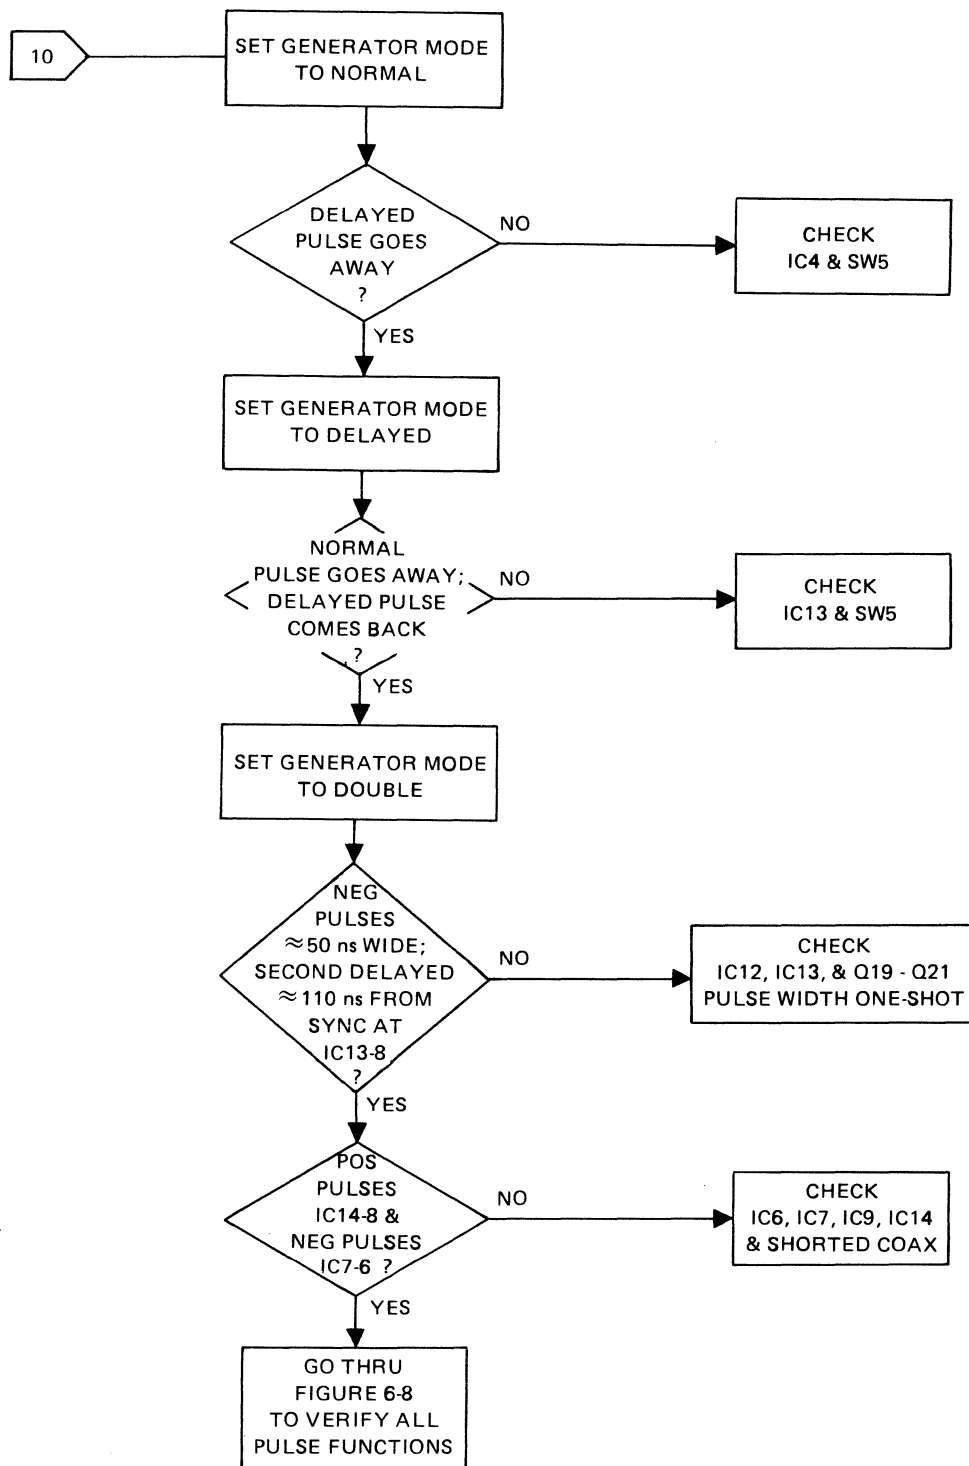 10
SET GENERATOR MODE
TO NORMAL
DELAYED
PULSE GOES
AWAY
?
NO
CHECK
IC4 & SW5
YES
SET GENERATOR MODE
TO DELAYED
NORMAL
PULSE GOES AWAY;
DELAYED PULSE
COMES BACK
?
NO
CHECK
IC13 & SW5
YES
SET GENERATOR MODE
TO DOUBLE
NEG
PULSES
≈50 ns WIDE;
SECOND DELAYED
≈110 ns FROM
SYNC AT
IC13-8
?
NO
CHECK
IC12, IC13, & Q19 - Q21
PULSE WIDTH ONE-SHOT
YES
POS
PULSES
IC14-8 &
NEG PULSES
IC7-6 ?
NO
CHECK
IC6, IC7, IC9, IC14
& SHORTED COAX
YES
GO THRU
FIGURE 6-8
TO VERIFY ALL
PULSE FUNCTIONS